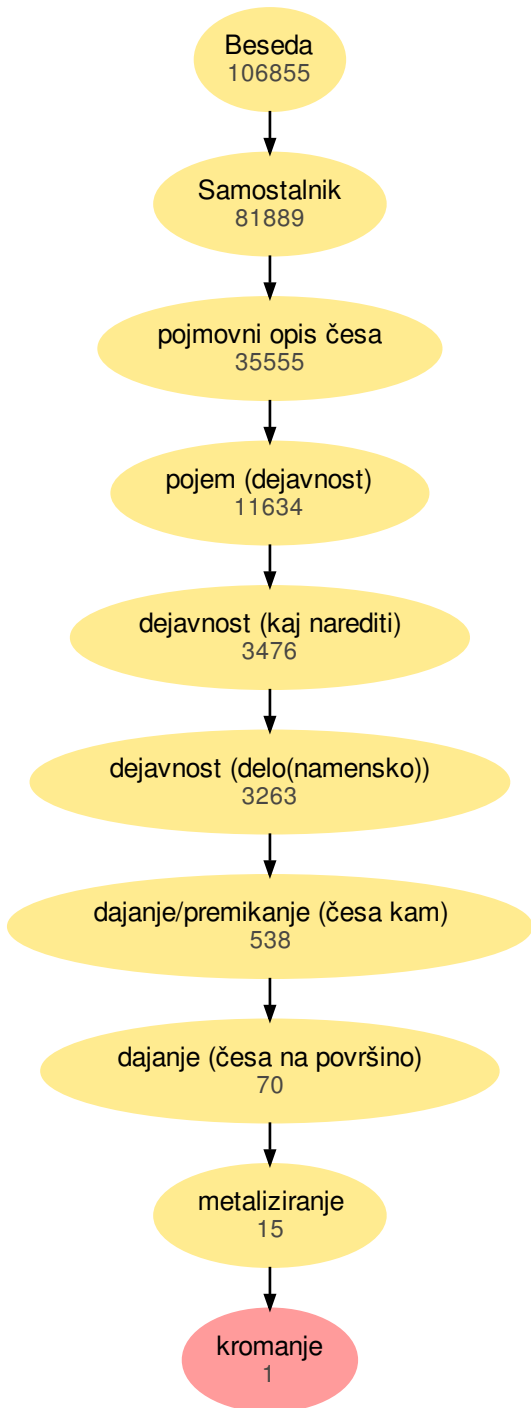 Beseda
106855
Samostalnik
81889
pojmovni opis česa
35555
pojem (dejavnost)
11634
dejavnost (kaj narediti)
3476
dejavnost (delo(namensko))
3263
dajanje/premikanje (česa kam)
538
dajanje (česa na površino)
70
metaliziranje
15
kromanje
1